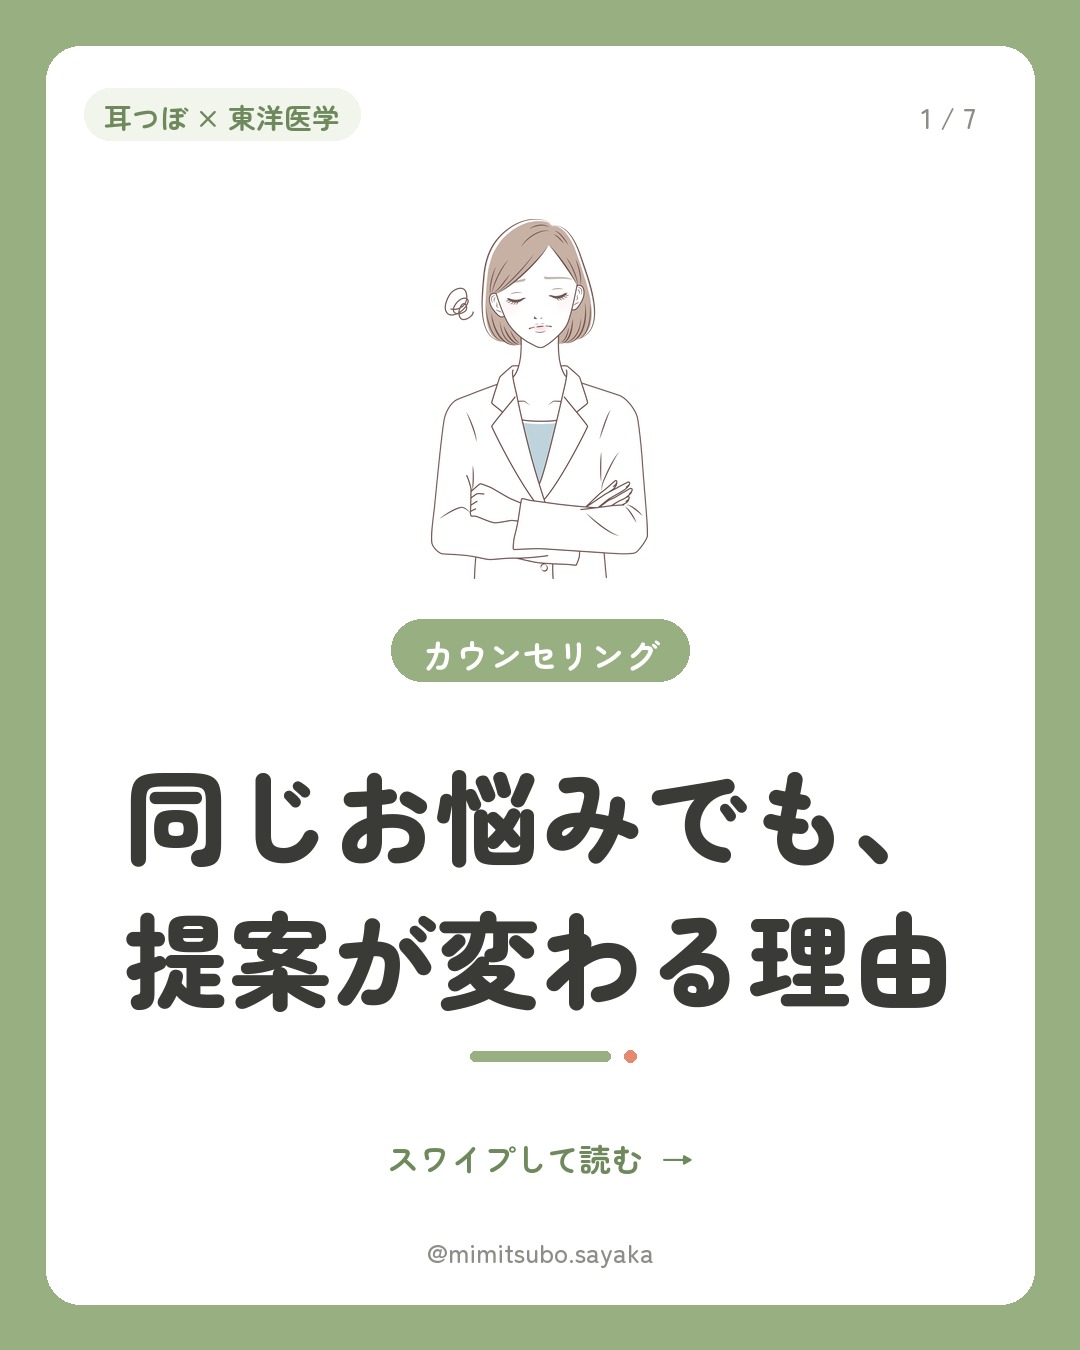 耳つぼ × 東洋医学
1 / 7
カウンセリング
同じお悩みでも、
提案が変わる理由
スワイプして読む →
@mimitsubo.sayaka